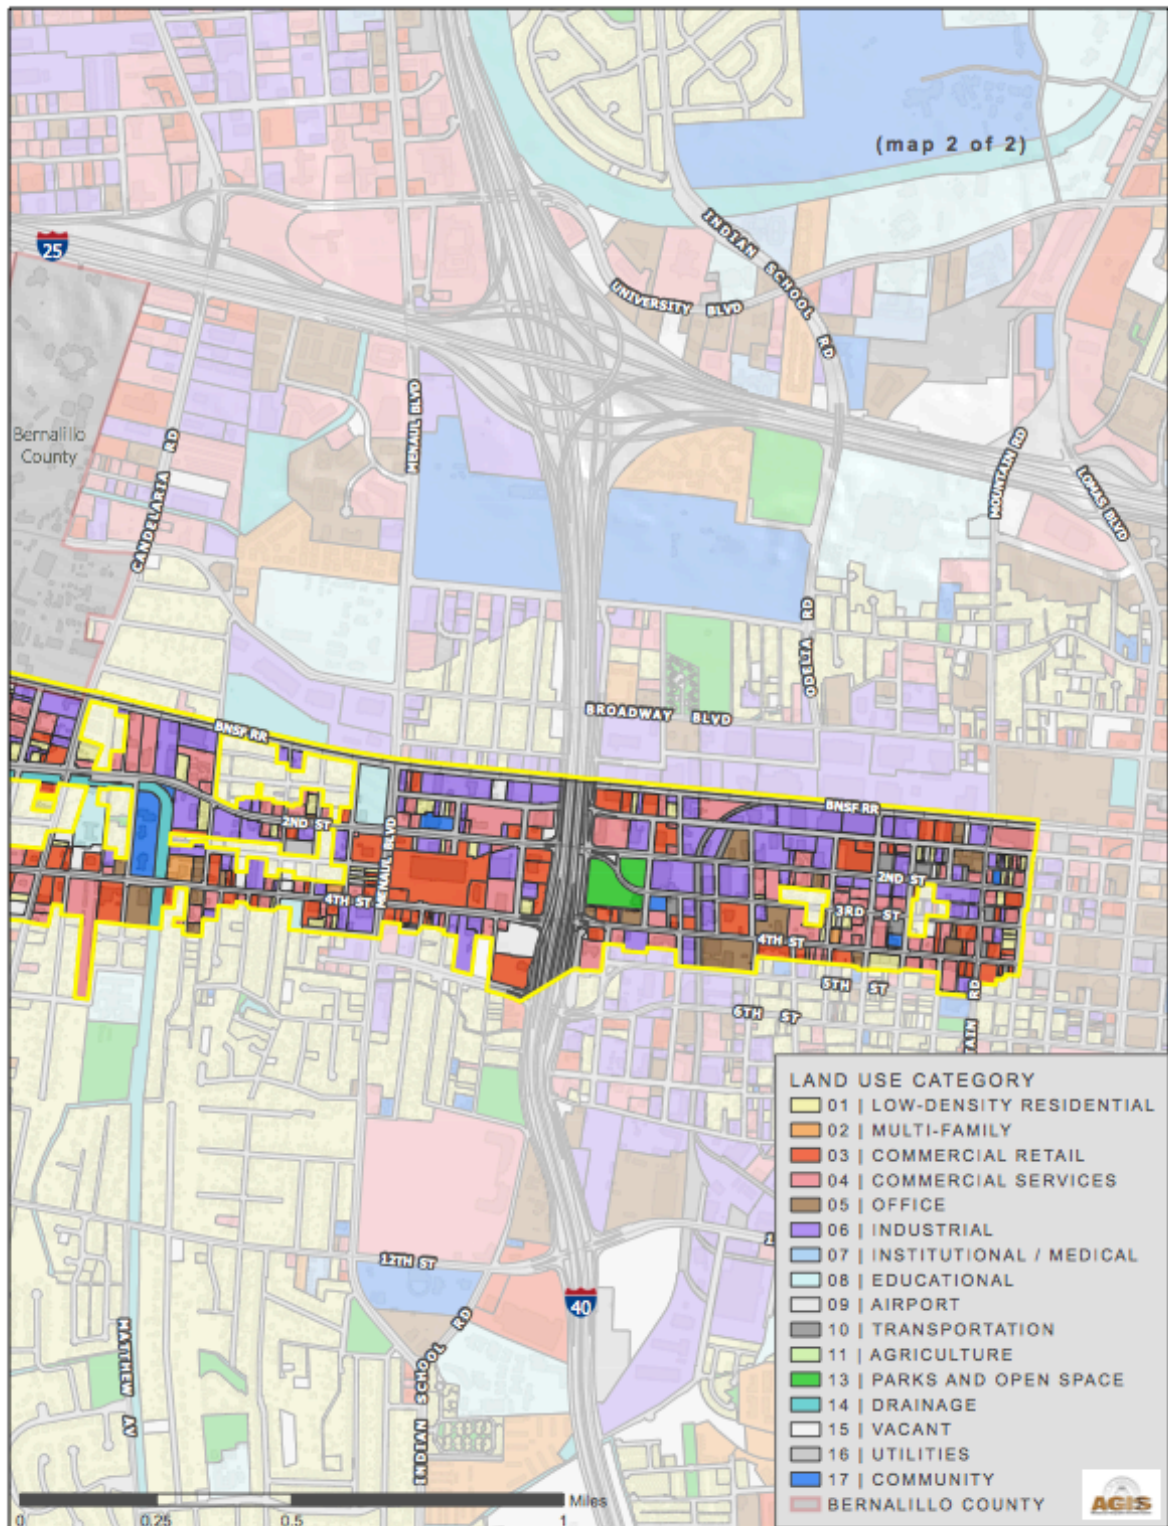 (map 2 of 2)
25
INDIAN SCHOOL RD
UNIVERSITY BLVD
Bernalillo
County
CANDELARIA RD
MENAUL BLVD
MOUNTAIN RD
LOMAS BLVD
ODELIA RD
BROADWAY BLVD
BNSF RR
BNSF RR
2ND ST
MENAUL BLVD
4TH ST
2ND ST
3RD ST
4TH ST
5TH ST
6TH ST
TAIN RD
12TH ST
1
40
MATTHEW AV
INDIAN SCHOOL RD
LAND USE CATEGORY
01 | LOW-DENSITY RESIDENTIAL
02 | MULTI-FAMILY
03 | COMMERCIAL RETAIL
04 | COMMERCIAL SERVICES
05 | OFFICE
06 | INDUSTRIAL
07 | INSTITUTIONAL / MEDICAL
08 | EDUCATIONAL
09 | AIRPORT
10 | TRANSPORTATION
11 | AGRICULTURE
13 | PARKS AND OPEN SPACE
14 | DRAINAGE
15 | VACANT
16 | UTILITIES
17 | COMMUNITY
BERNALILLO COUNTY
AGIS
Miles
0 0.25 0.5 1